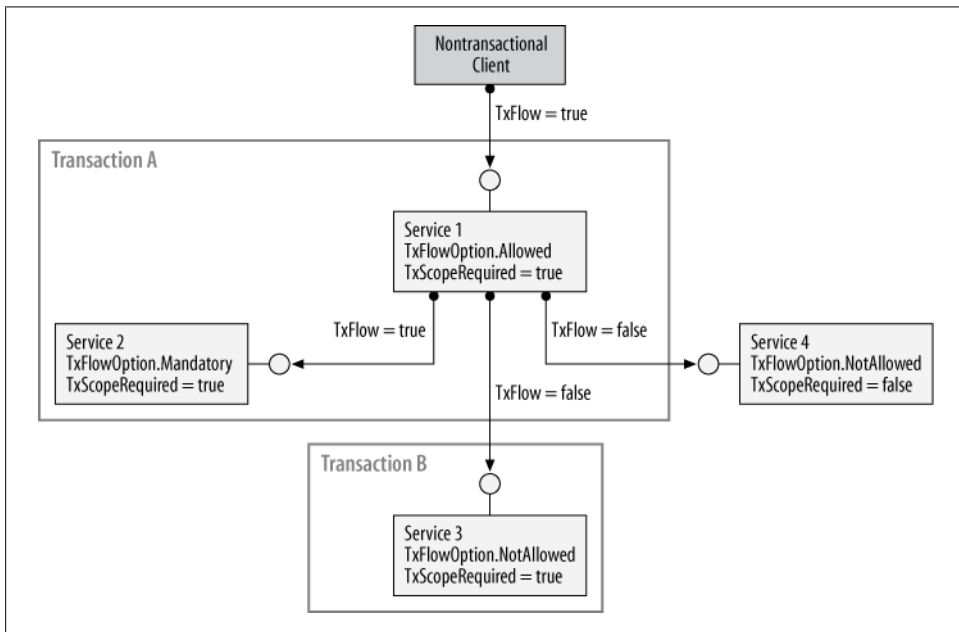 Nontransactional
Client
TxFlow = true
Transaction A
Service 1
TxFlowOption.Allowed
TxScopeRequired = true
TxFlow = true
TxFlow = false
Service 2
TxFlowOption.Mandatory
TxScopeRequired = true
Service 4
TxFlowOption.NotAllowed
TxScopeRequired = false
TxFlow = false
Transaction B
Service 3
TxFlowOption.NotAllowed
TxScopeRequired = true